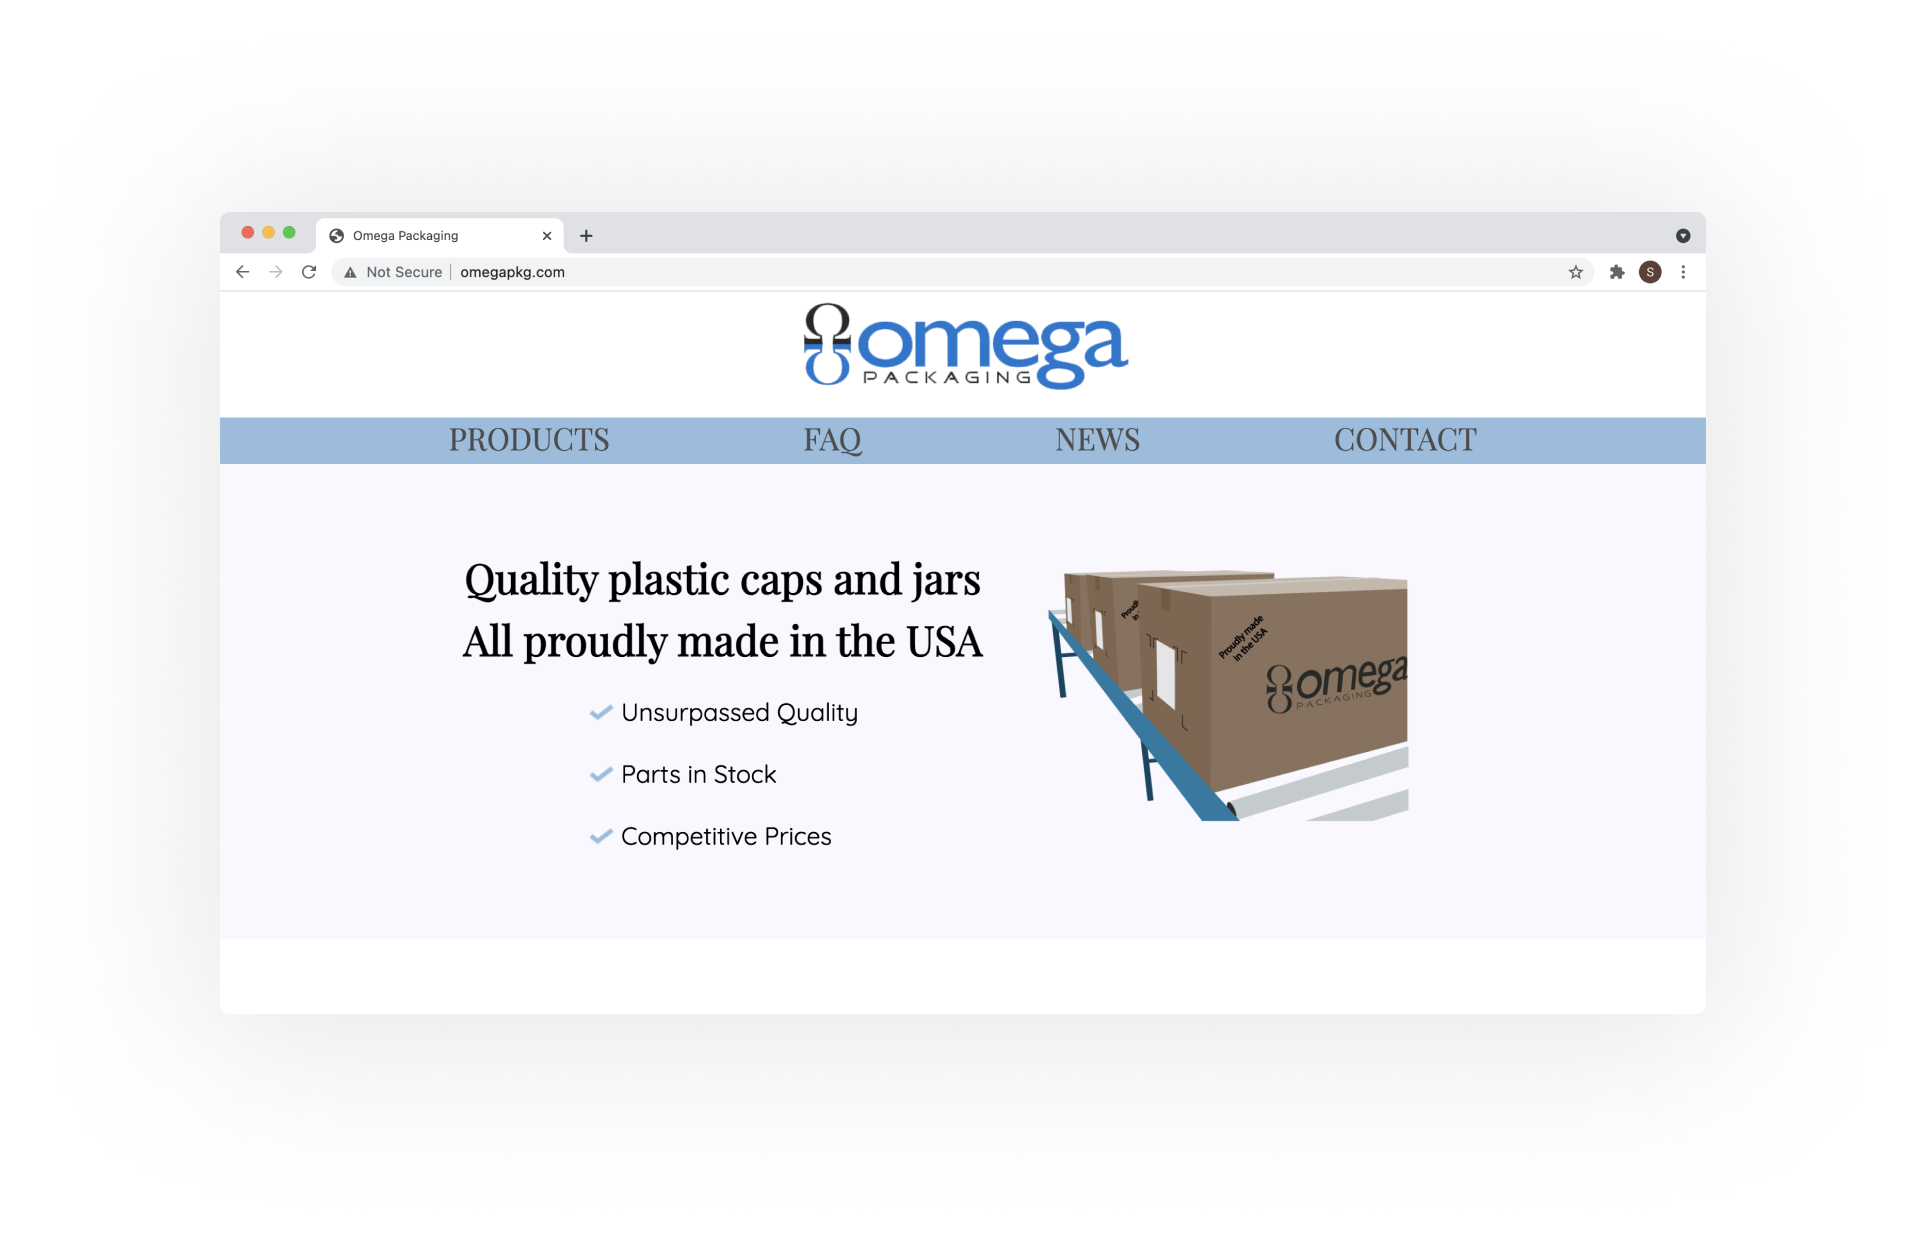 Omega Packaging
Not Secure | omegapkg.com
S
omega
PACKAGING
PRODUCTS FAQ NEWS CONTACT
Quality plastic caps and jars
All proudly made in the USA
Unsurpassed Quality
Parts in Stock
Competitive Prices
Proudly made
in the USA
omega
PACKAGING